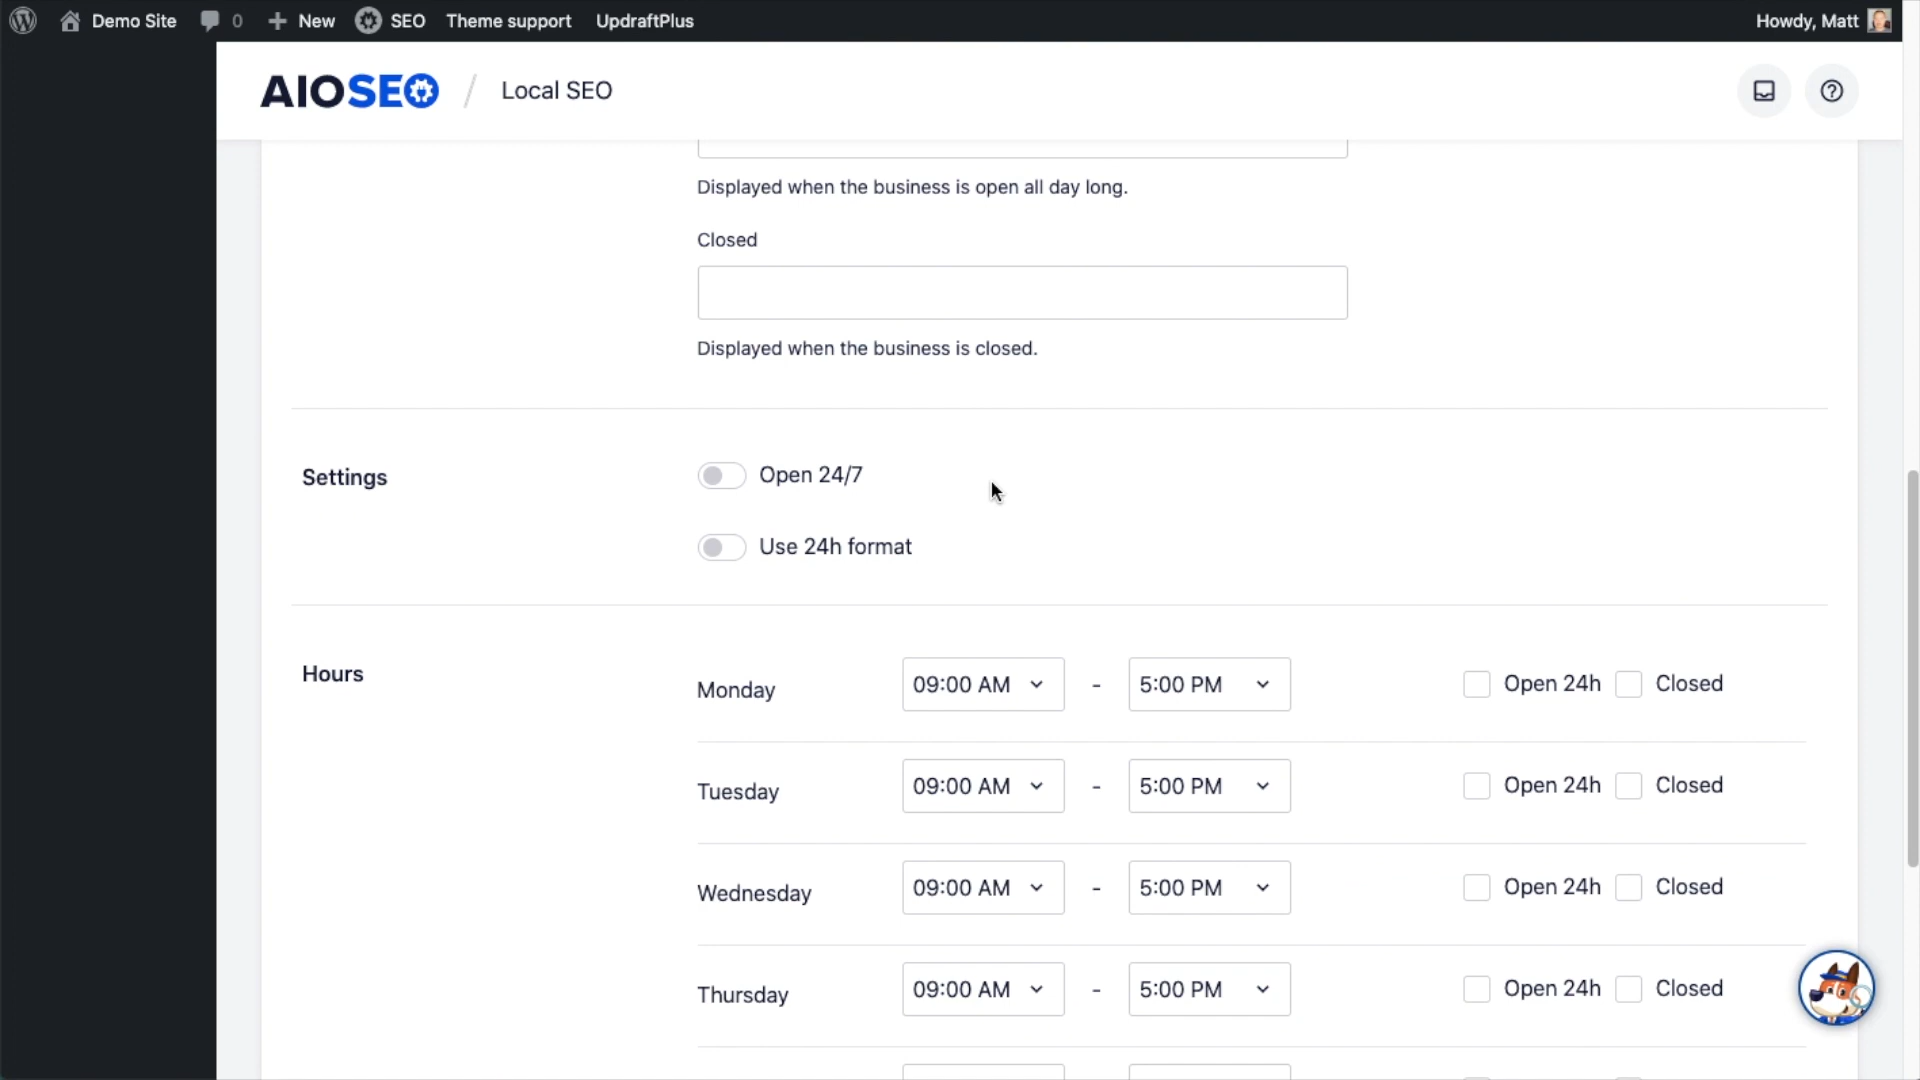 Demo Site 0 New SEO Theme support UpdraftPlus Howdy, Matt
AIOSEO / Local SEO
Displayed when the business is open all day long.
Closed
Displayed when the business is closed.
Settings
Open 24/7
Use 24h format
Hours
Monday 09:00 AM - 5:00 PM Open 24h Closed
Tuesday 09:00 AM - 5:00 PM Open 24h Closed
Wednesday 09:00 AM - 5:00 PM Open 24h Closed
Thursday 09:00 AM - 5:00 PM Open 24h Closed